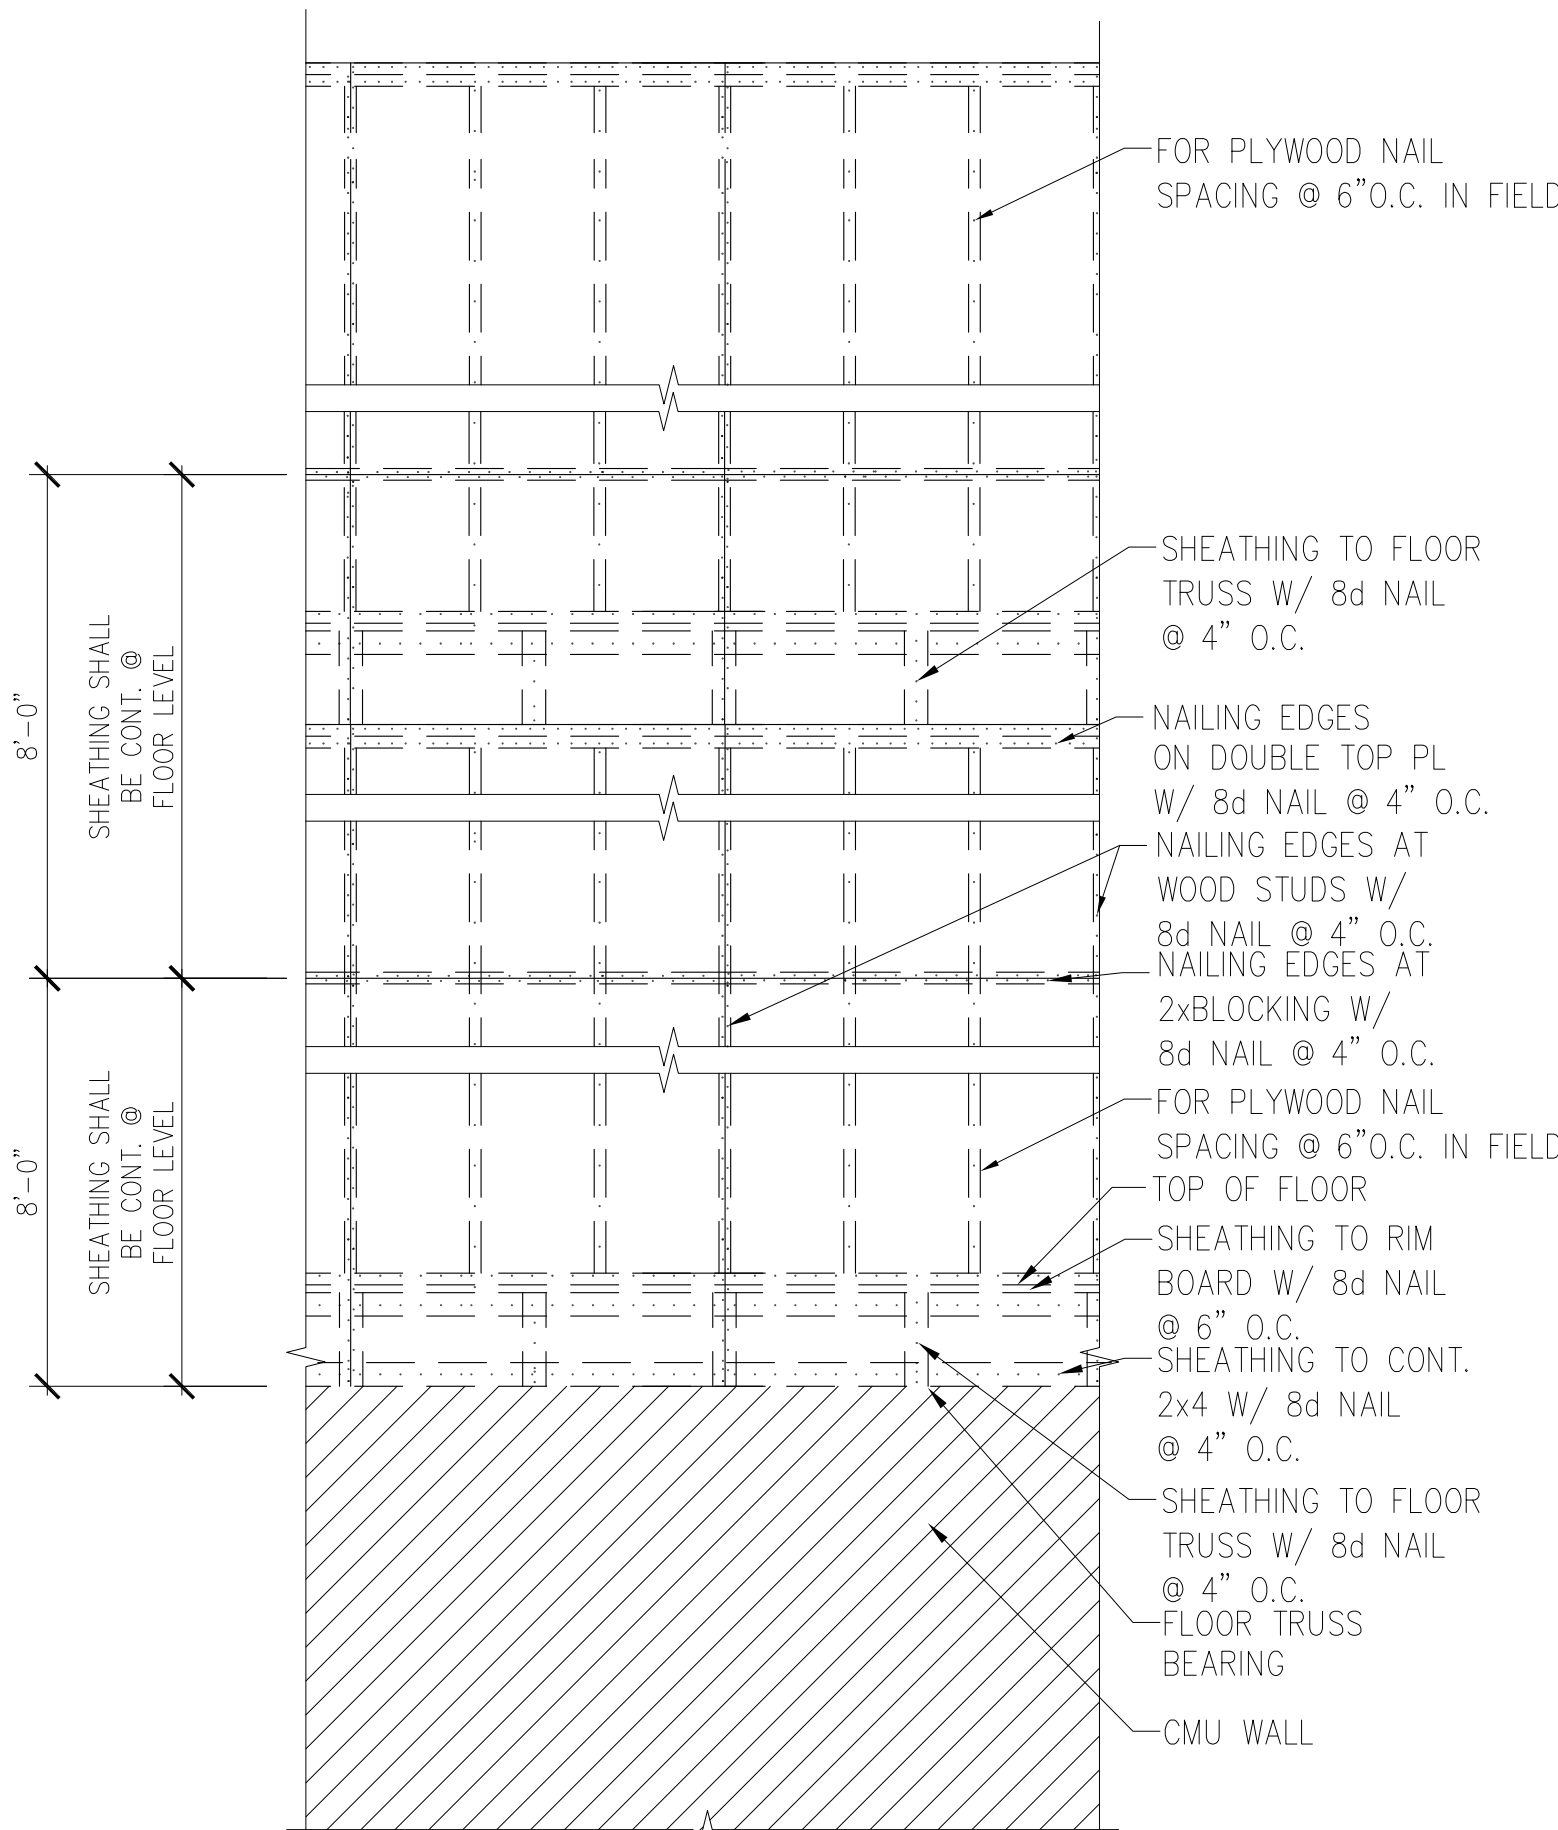 FOR PLYWOOD NAIL
SPACING @ 6”O.C. IN FIELD
SHEATHING TO FLOOR
TRUSS W/ 8d NAIL
@ 4” O.C.
NAILING EDGES
ON DOUBLE TOP PL
W/ 8d NAIL @ 4” O.C.
NAILING EDGES AT
WOOD STUDS W/
8d NAIL @ 4” O.C.
NAILING EDGES AT
2xBLOCKING W/
8d NAIL @ 4” O.C.
FOR PLYWOOD NAIL
SPACING @ 6”O.C. IN FIELD
TOP OF FLOOR
SHEATHING TO RIM
BOARD W/ 8d NAIL
@ 6” O.C.
SHEATHING TO CONT.
2x4 W/ 8d NAIL
@ 4” O.C.
SHEATHING TO FLOOR
TRUSS W/ 8d NAIL
@ 4” O.C.
FLOOR TRUSS
BEARING
CMU WALL
8’-0”
SHEATHING SHALL
BE CONT. @
FLOOR LEVEL
8’-0”
SHEATHING SHALL
BE CONT. @
FLOOR LEVEL